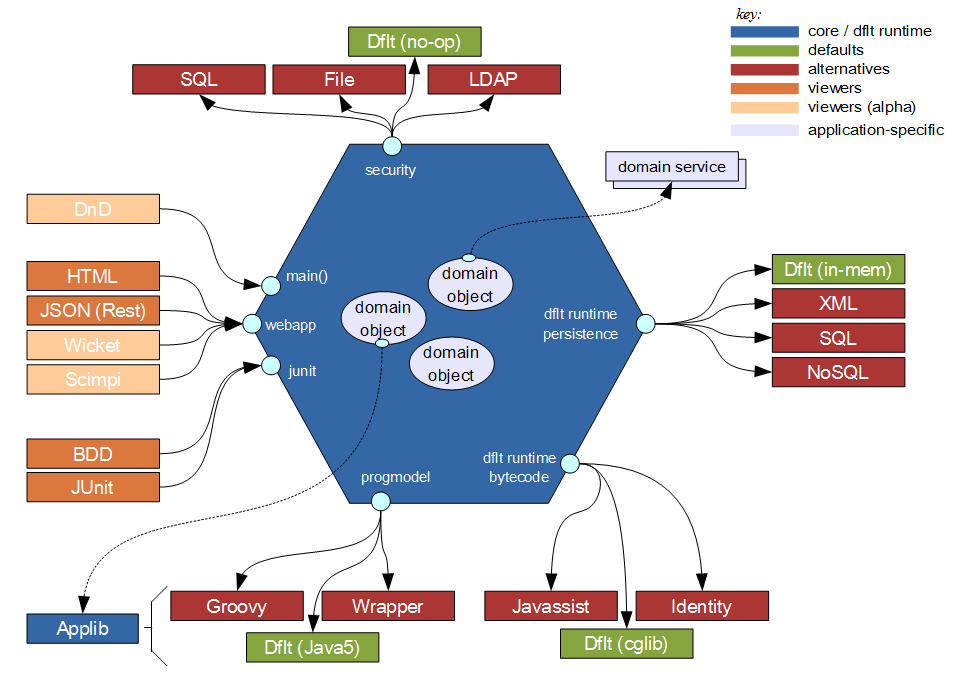 key:
core / dflt runtime
defaults
alternatives
viewers
viewers (alpha)
application-specific
Dflt (no-op)
SQL
File
LDAP
security
domain service
DnD
HTML
JSON (Rest)
Wicket
Scimpi
BDD
JUnit
main()
webapp
junit
domain
object
domain
object
domain
object
dflt runtime
persistence
Dflt (in-mem)
XML
SQL
NoSQL
progmodel
dflt runtime
bytecode
Applib
Groovy
Wrapper
Dflt (Java5)
Javassist
Identity
Dflt (cglib)